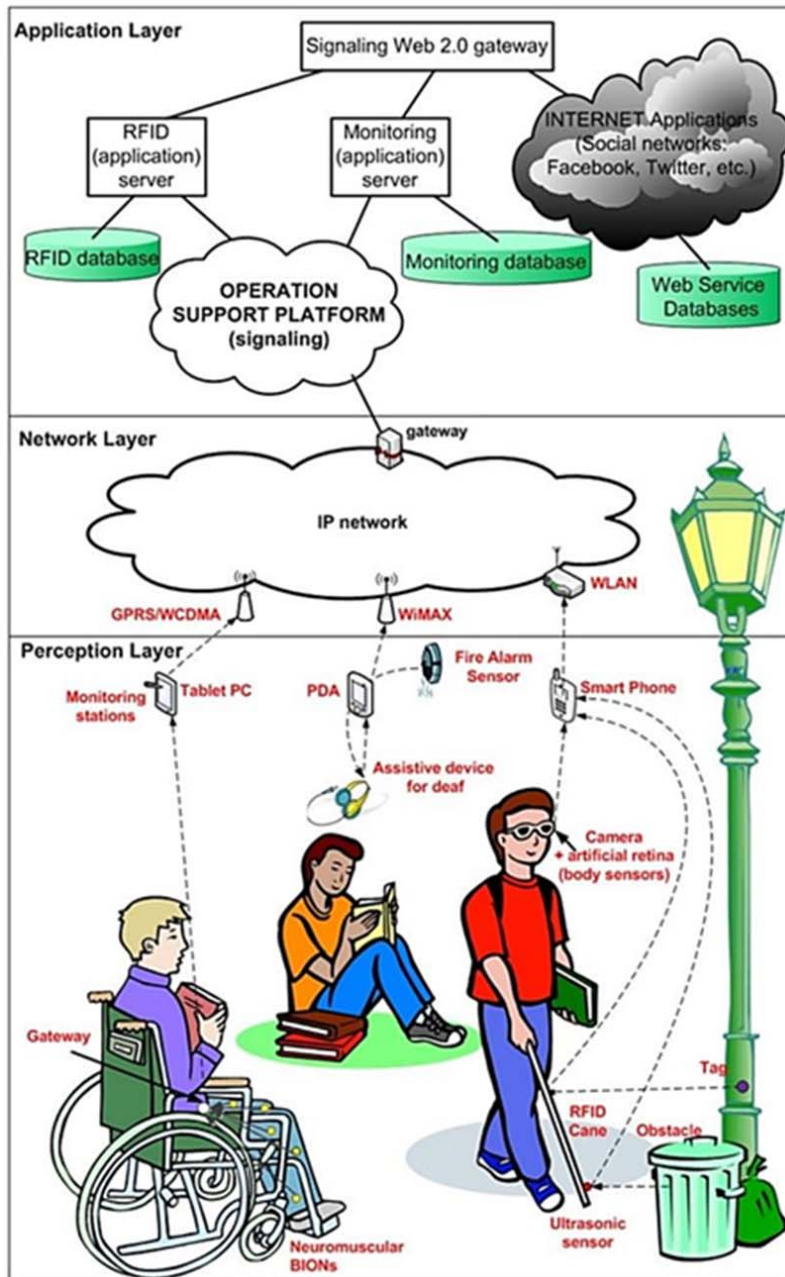 Application Layer
Signaling Web 2.0 gateway
RFID
(application)
server
Monitoring
(application)
server
INTERNET Applications
(Social networks:
Facebook, Twitter, etc.)
RFID database
Monitoring database
Web Service
Databases
OPERATION
SUPPORT PLATFORM
(signaling)
Network Layer
gateway
IP network
GPRS/WCDMA
WiMAX
WLAN
Perception Layer
Monitoring
stations
Tablet PC
PDA
Fire Alarm
Sensor
Smart Phone
Assistive device
for deaf
Camera
+ artificial retina
(body sensors)
Gateway
Tag
RFID
Cane
Obstacle
Ultrasonic
sensor
Neuromuscular
BIONs